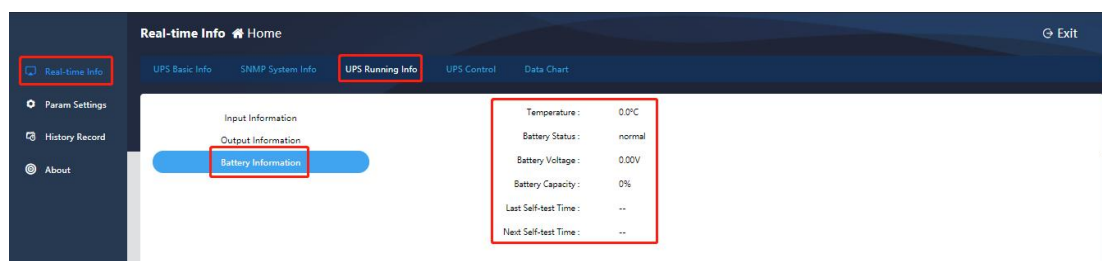 Real-time Info Home
Exit
Real-time Info
Param Settings
History Record
About
UPS Basic Info
SNMP System Info
UPS Running Info
UPS Control
Data Chart
Input Information
Output Information
Battery Information
Temperature : 0.0°C
Battery Status : normal
Battery Voltage : 0.00V
Battery Capacity : 0%
Last Self-test Time : --
Next Self-test Time : --